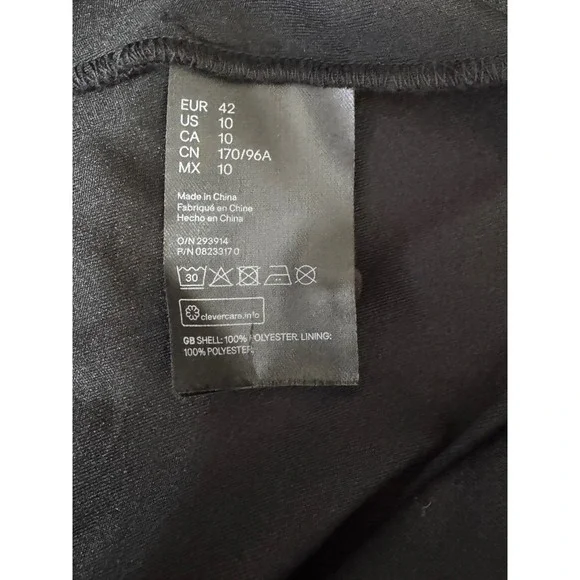 EUR 42
US 10
CA 10
CN 170/96A
MX 10
Made in China
Fabriqué en Chine
Hecho en China
O/N 293914
P/N 0823317 0
30
clevercare.info
GB SHELL: 100% POLYESTER. LINING:
100% POLYESTER.